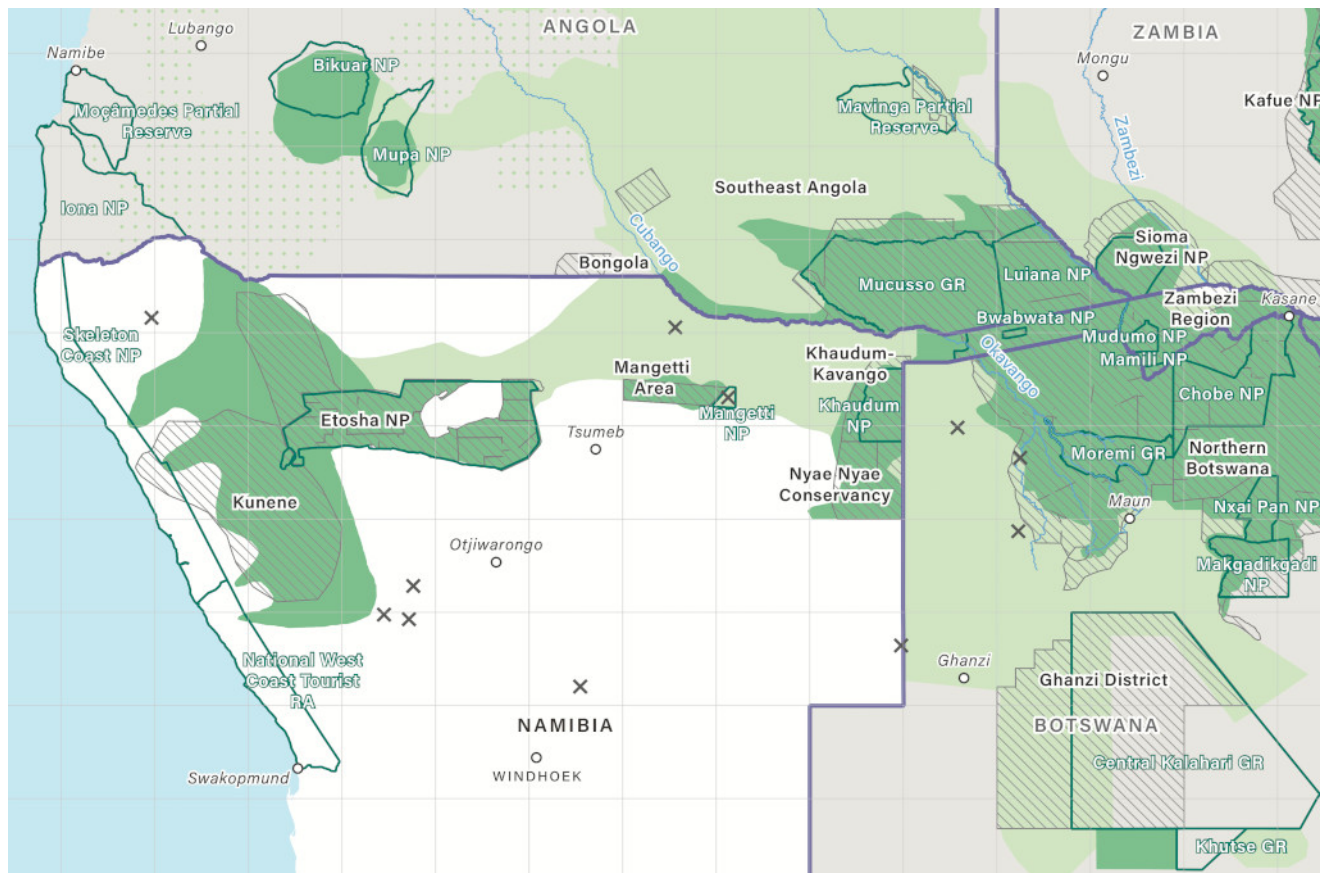 ANGOLA
ZAMBIA
Lubango
Namibe
Mongu
Bikuar NP
Kafue NP
Moçâmedes Partial
Reserve
Mavinga Partial
Reserve
Zambezi
Mupa NP
Southeast Angola
Iona NP
Cubango
Sioma
Ngwezi NP
Bongola
Luiana NP
Mucusso GR
Zambezi
Region
Kasane
Bwabwata NP
Skeleton
Coast NP
Mudumo NP
Mamili NP
Okavango
Khaudum-
Kavango
Mangetti
Area
Chobe NP
Khaudum
NP
Mangetti
NP
Etosha NP
Tsumeb
Moremi GR
Northern
Botswana
Nyae Nyae
Conservancy
Kunene
Maun
Nxai Pan NP
Otjiwarongo
Makgadikgadi
NP
National West
Coast Tourist
RA
Ghanzi
Ghanzi District
NAMIBIA
BOTSWANA
WINDHOEK
Central Kalahari GR
Swakopmund
Khutse GR